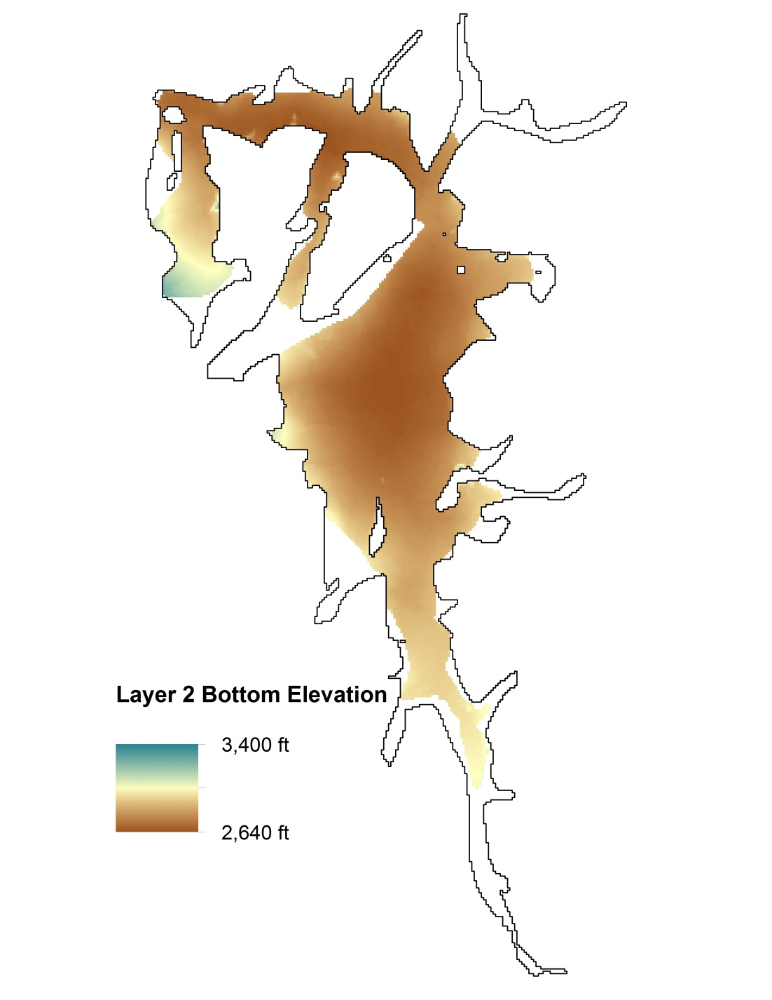 Layer 2 Bottom Elevation
3,400 ft
2,640 ft